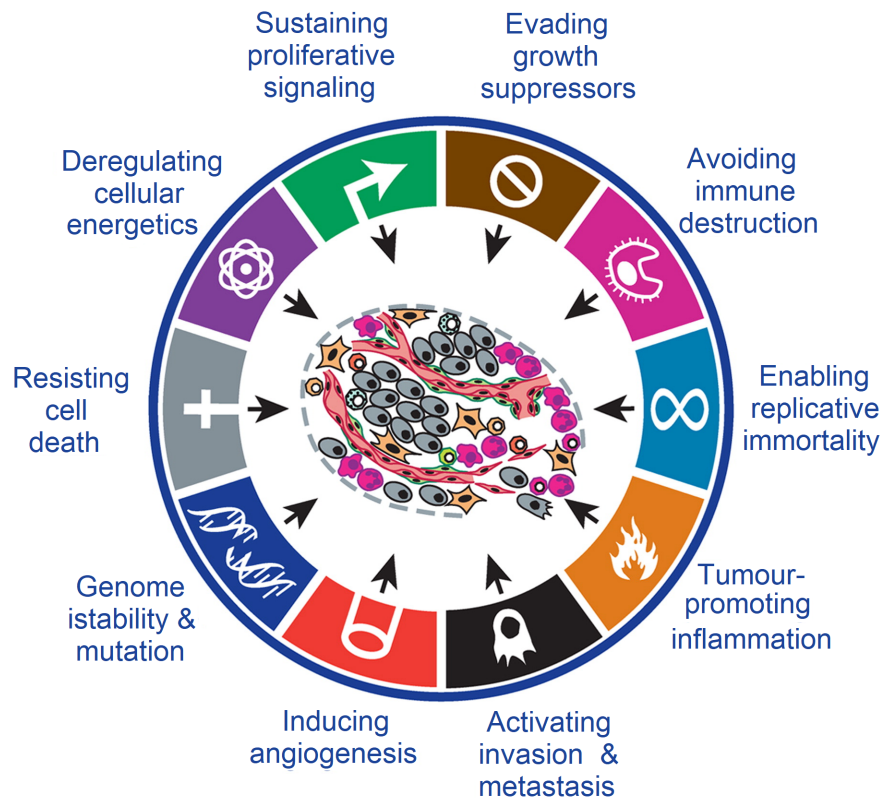 Sustaining
proliferative
signaling
Evading
growth
suppressors
Avoiding
immune
destruction
Enabling
replicative
immortality
Tumour-
promoting
inflammation
Activating
invasion &
metastasis
Inducing
angiogenesis
Genome
istability &
mutation
Resisting
cell
death
Deregulating
cellular
energetics